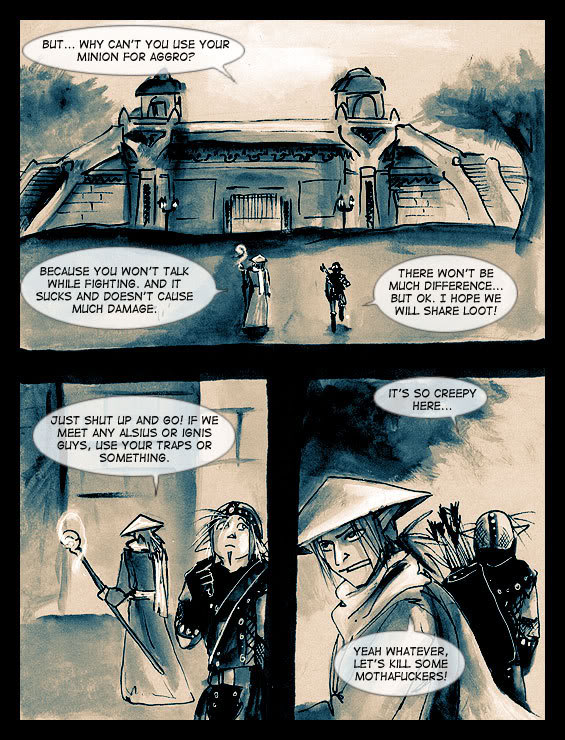 BUT... WHY CAN'T YOU USE YOUR
MINION FOR AGGRO?
BECAUSE YOU WON'T TALK
WHILE FIGHTING. AND IT
SUCKS AND DOESN'T CAUSE
MUCH DAMAGE.
THERE WON'T BE
MUCH DIFFERENCE...
BUT OK. I HOPE WE
WILL SHARE LOOT!
JUST SHUT UP AND GO! IF WE
MEET ANY ALSIUS OR IGNIS
GUYS, USE YOUR TRAPS OR
SOMETHING.
IT'S SO CREEPY
HERE...
YEAH WHATEVER,
LET'S KILL SOME
MOTHAFUCKERS!